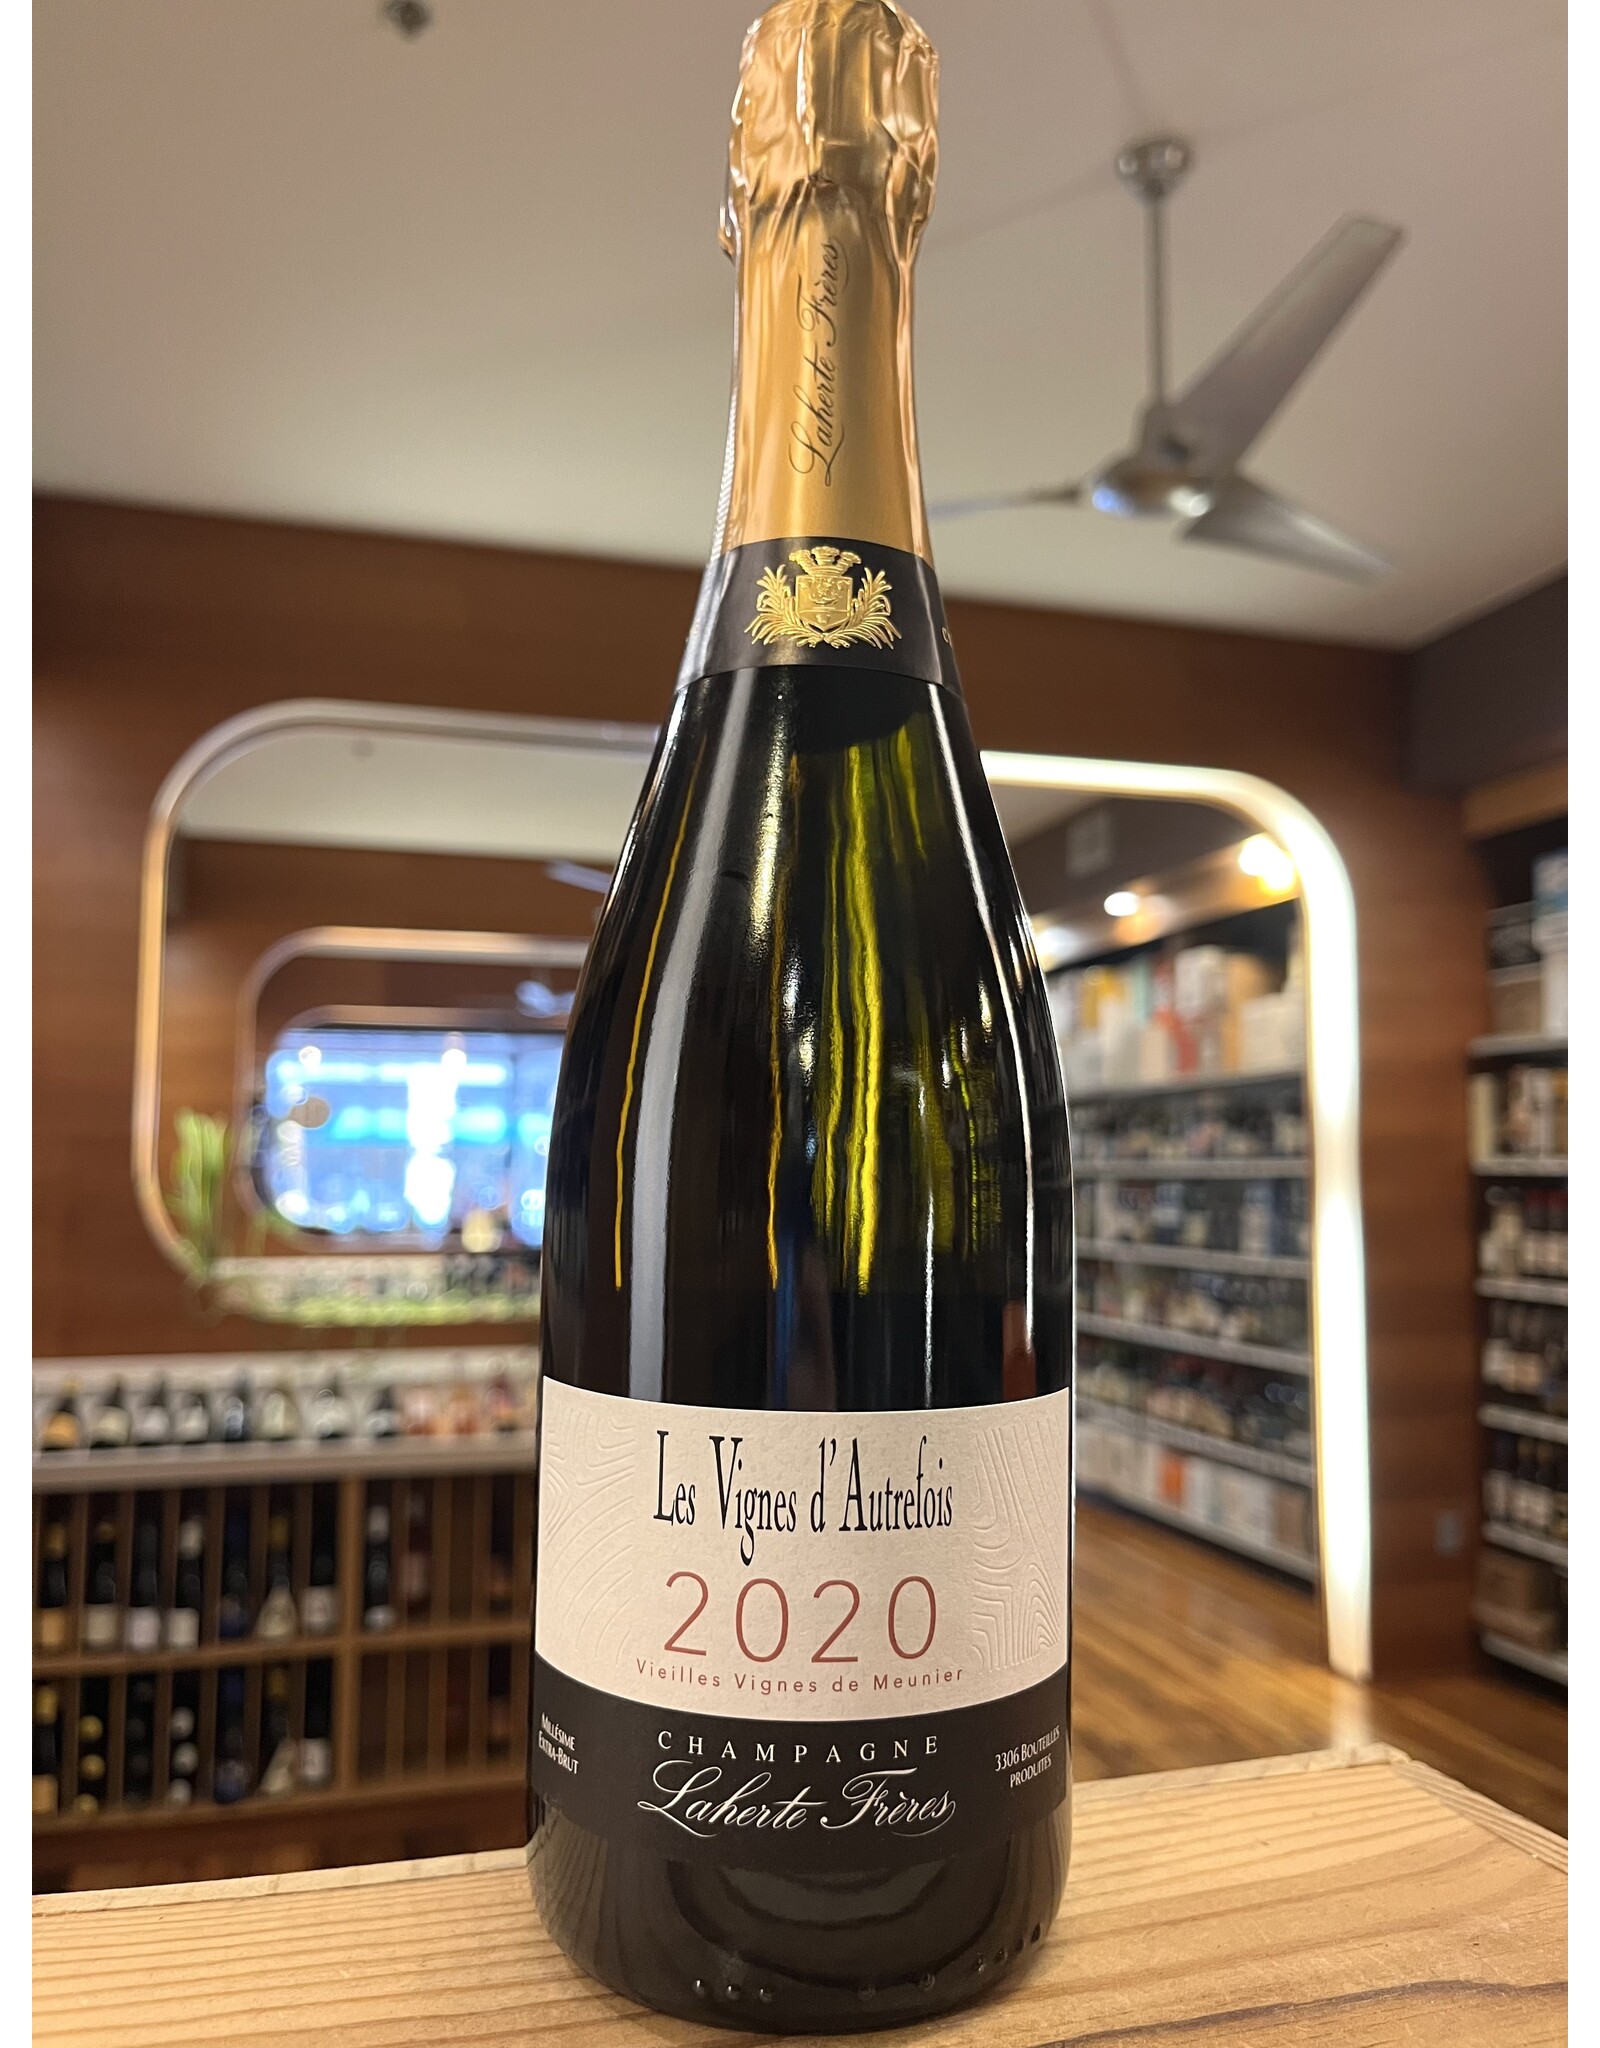 Laherte Frères
Les Vignes d'Autrefois
2020
Vieilles Vignes de Meunier
Millésime
Extra-Brut
CHAMPAGNE
Laherte Frères
3306 Bouteilles
produites